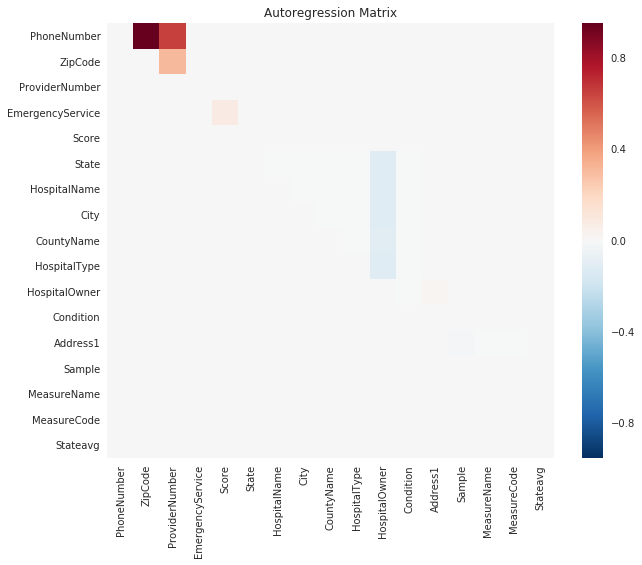 Autoregression Matrix
PhoneNumber
ZipCode
ProviderNumber
EmergencyService
Score
State
HospitalName
City
CountyName
HospitalType
HospitalOwner
Condition
Address1
Sample
MeasureName
MeasureCode
Stateavg
PhoneNumber
ZipCode
ProviderNumber
EmergencyService
Score
State
HospitalName
City
CountyName
HospitalType
HospitalOwner
Condition
Address1
Sample
MeasureName
MeasureCode
Stateavg
0.8
0.4
0.0
−0.4
−0.8